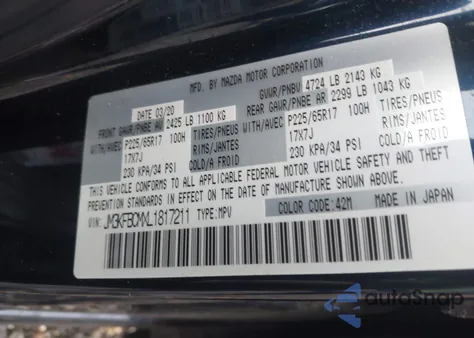 MFD. BY MAZDA MOTOR CORPORATION
DATE 03/20 GVWR/PNBV 4724 LB 2143 KG
FRONT GAWR/PNBE AV 2425 LB 1100 KG REAR GAWR/PNBE AR 2299 LB 1043 KG
WITH/AVEC P225/65R17 100H TIRES/PNEUS WITH/AVEC P225/65R17 100H TIRES/PNEUS
17X7J RIMS/JANTES 17X7J RIMS/JANTES
230 KPA/34 PSI COLD/A FROID 230 KPA/34 PSI COLD/A FROID
THIS VEHICLE CONFORMS TO ALL APPLICABLE FEDERAL MOTOR VEHICLE SAFETY AND THEFT
PREVENTION STANDARDS IN EFFECT ON THE DATE OF MANUFACTURE SHOWN ABOVE.
VIN: JM3KFBCMXL1817211 TYPE: MPV COLOR CODE: 42M MADE IN JAPAN
autoSnap